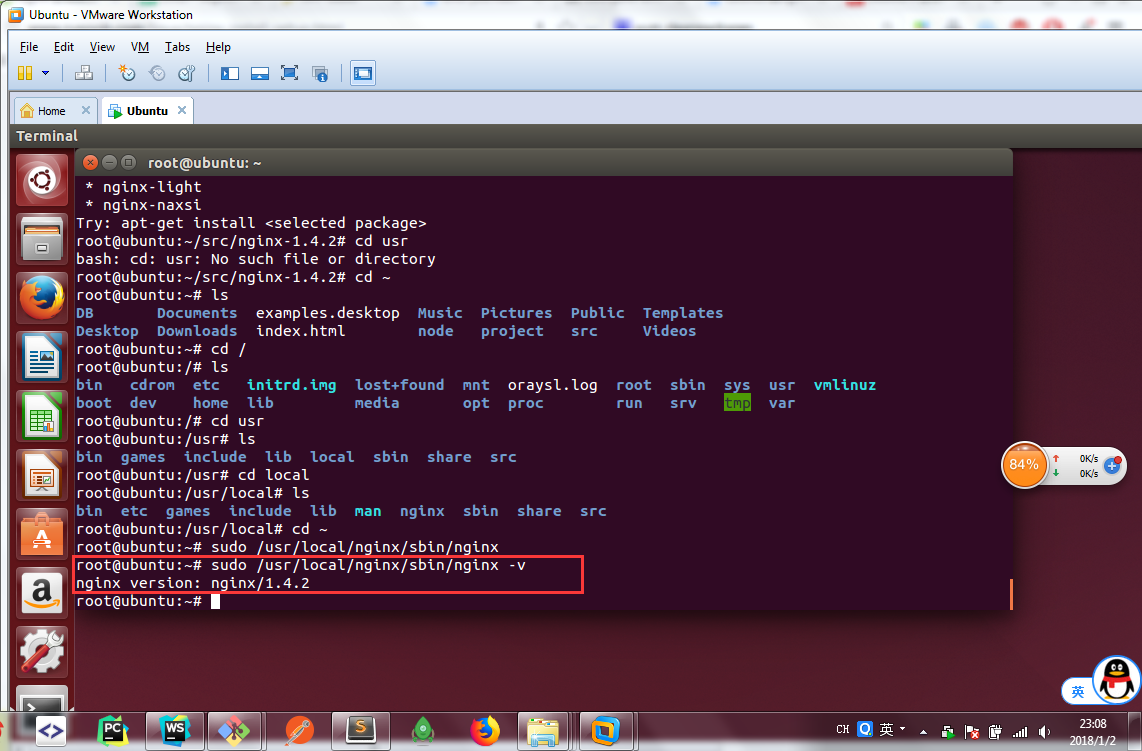 Ubuntu - VMware Workstation
File Edit View VM Tabs Help
Home Ubuntu
Terminal
root@ubuntu: ~
* nginx-light
* nginx-naxsi
Try: apt-get install <selected package>
root@ubuntu:~/src/nginx-1.4.2# cd usr
bash: cd: usr: No such file or directory
root@ubuntu:~/src/nginx-1.4.2# cd ~
root@ubuntu:~# ls
DB Documents examples.desktop Music Pictures Public Templates
Desktop Downloads index.html node project src Videos
root@ubuntu:~# cd /
root@ubuntu:/# ls
bin cdrom etc initrd.img lost+found mnt oraysl.log root sbin sys usr vmlinuz
boot dev home lib media opt proc run srv tmp var
root@ubuntu:/# cd usr
root@ubuntu:/usr# ls
bin games include lib local sbin share src
root@ubuntu:/usr# cd local
root@ubuntu:/usr/local# ls
bin etc games include lib man nginx sbin share src
root@ubuntu:/usr/local# cd ~
root@ubuntu:~# sudo /usr/local/nginx/sbin/nginx
root@ubuntu:~# sudo /usr/local/nginx/sbin/nginx -v
nginx version: nginx/1.4.2
root@ubuntu:~#
84%
0K/s
0K/s
英
PC
WS
S
CH 英
23:08
2018/1/2